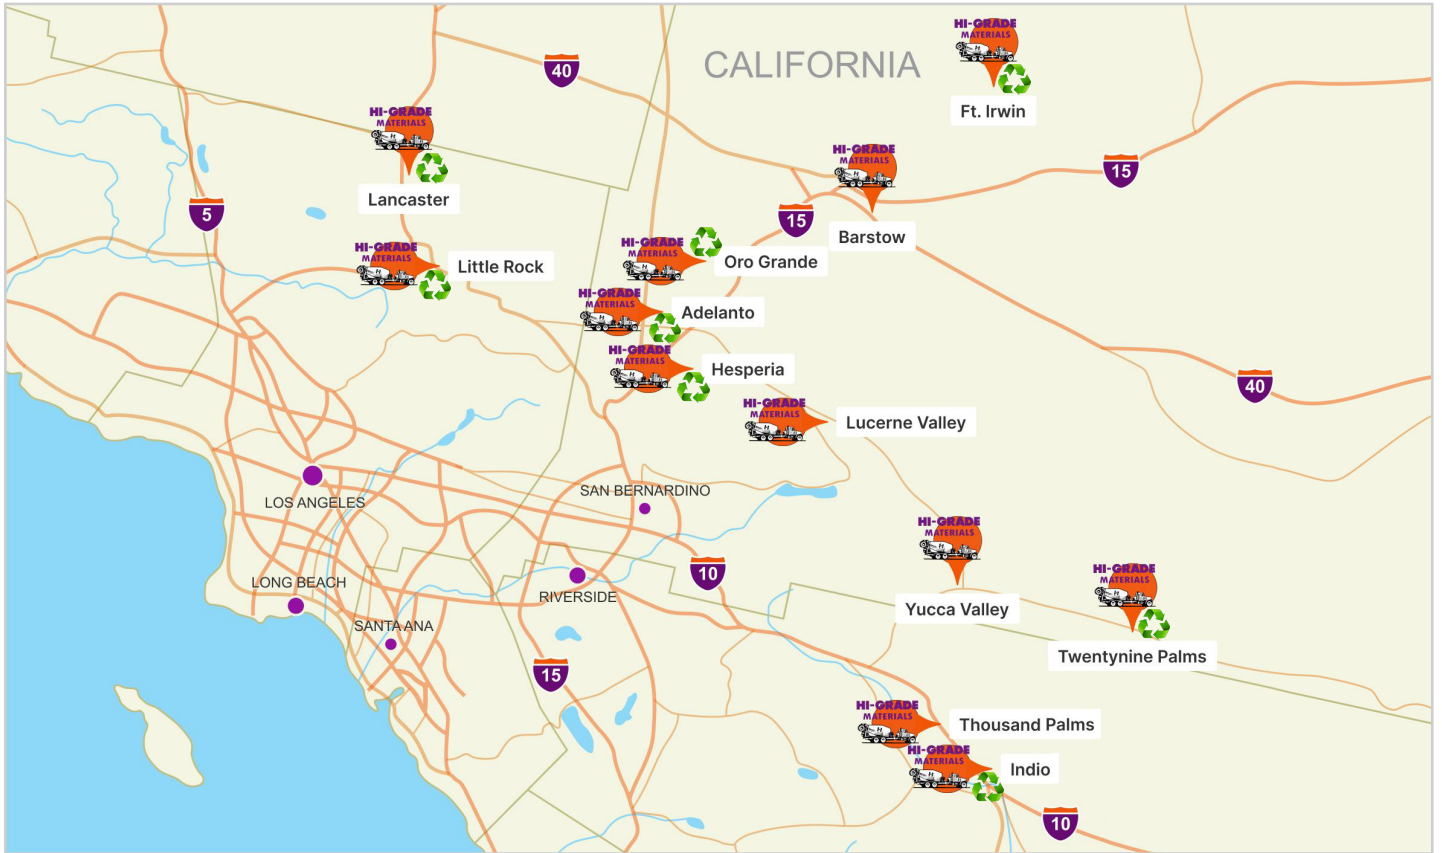 HI-GRADE
MATERIALS
H
Ft. Irwin
CALIFORNIA
40
HI-GRADE
MATERIALS
H
Lancaster
HI-GRADE
MATERIALS
H
Barstow
15
5
15
HI-GRADE
MATERIALS
H
Little Rock
HI-GRADE
MATERIALS
H
Oro Grande
HI-GRADE
MATERIALS
H
Adelanto
HI-GRADE
MATERIALS
H
Hesperia
40
HI-GRADE
MATERIALS
H
Lucerne Valley
LOS ANGELES
SAN BERNARDINO
HI-GRADE
MATERIALS
H
Yucca Valley
10
LONG BEACH
RIVERSIDE
HI-GRADE
MATERIALS
H
Twentynine Palms
SANTA ANA
15
HI-GRADE
MATERIALS
H
Thousand Palms
HI-GRADE
MATERIALS
H
Indio
10